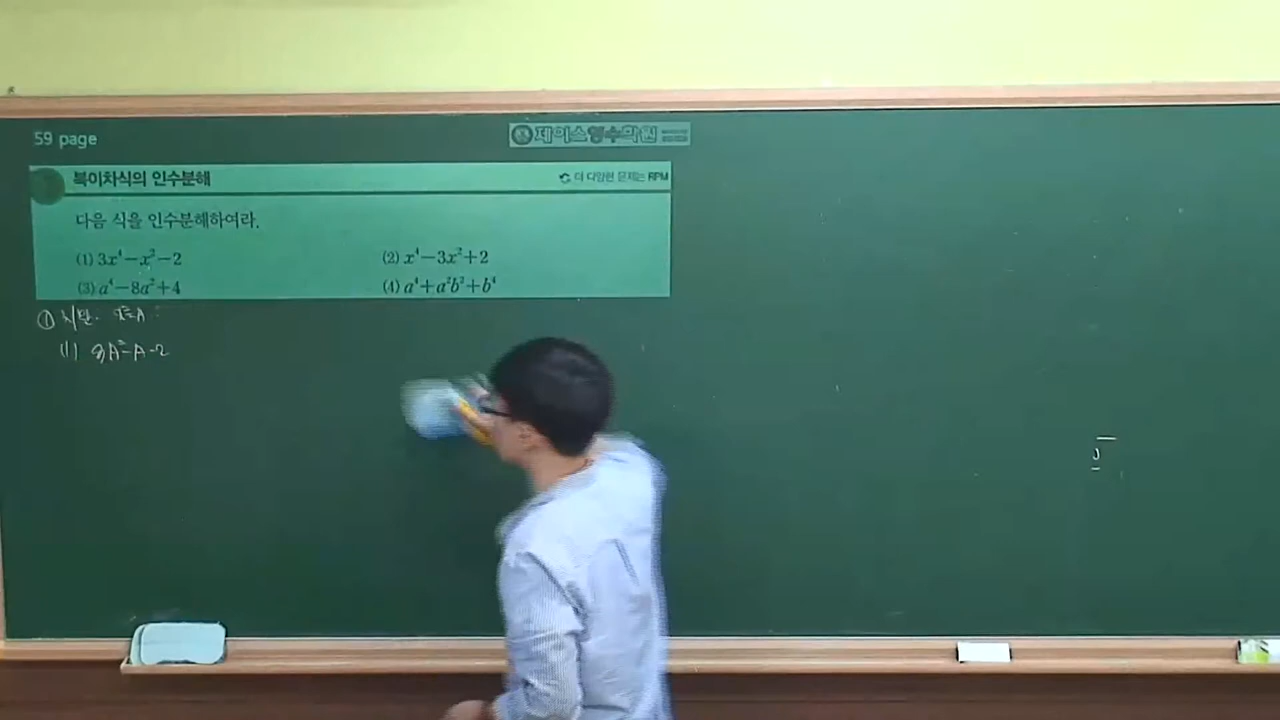 59 page
제이스영수학원
복이차식의 인수분해
더 다양한 문제는 RPM
다음 식을 인수분해하여라.
(1) 3x⁴-x²-2 (2) x⁴-3x²+2
(3) a⁴-8a²+4 (4) a⁴+a²b²+b⁴
① 치환. x²=A
(1) 3A²-A-2